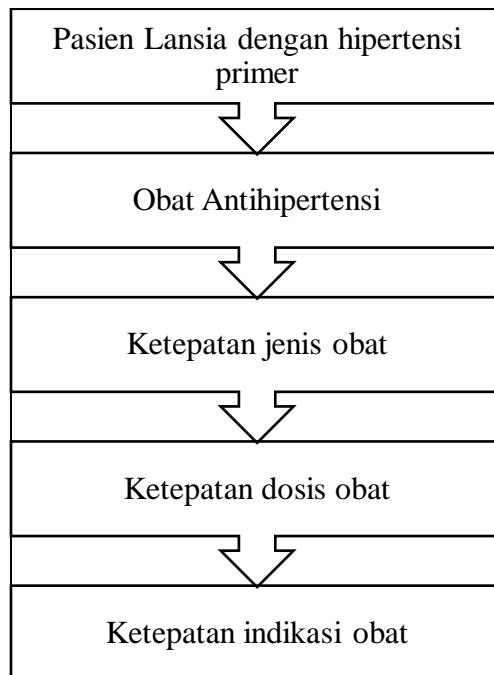 Pasien Lansia dengan hipertensi
primer
Obat Antihipertensi
Ketepatan jenis obat
Ketepatan dosis obat
Ketepatan indikasi obat